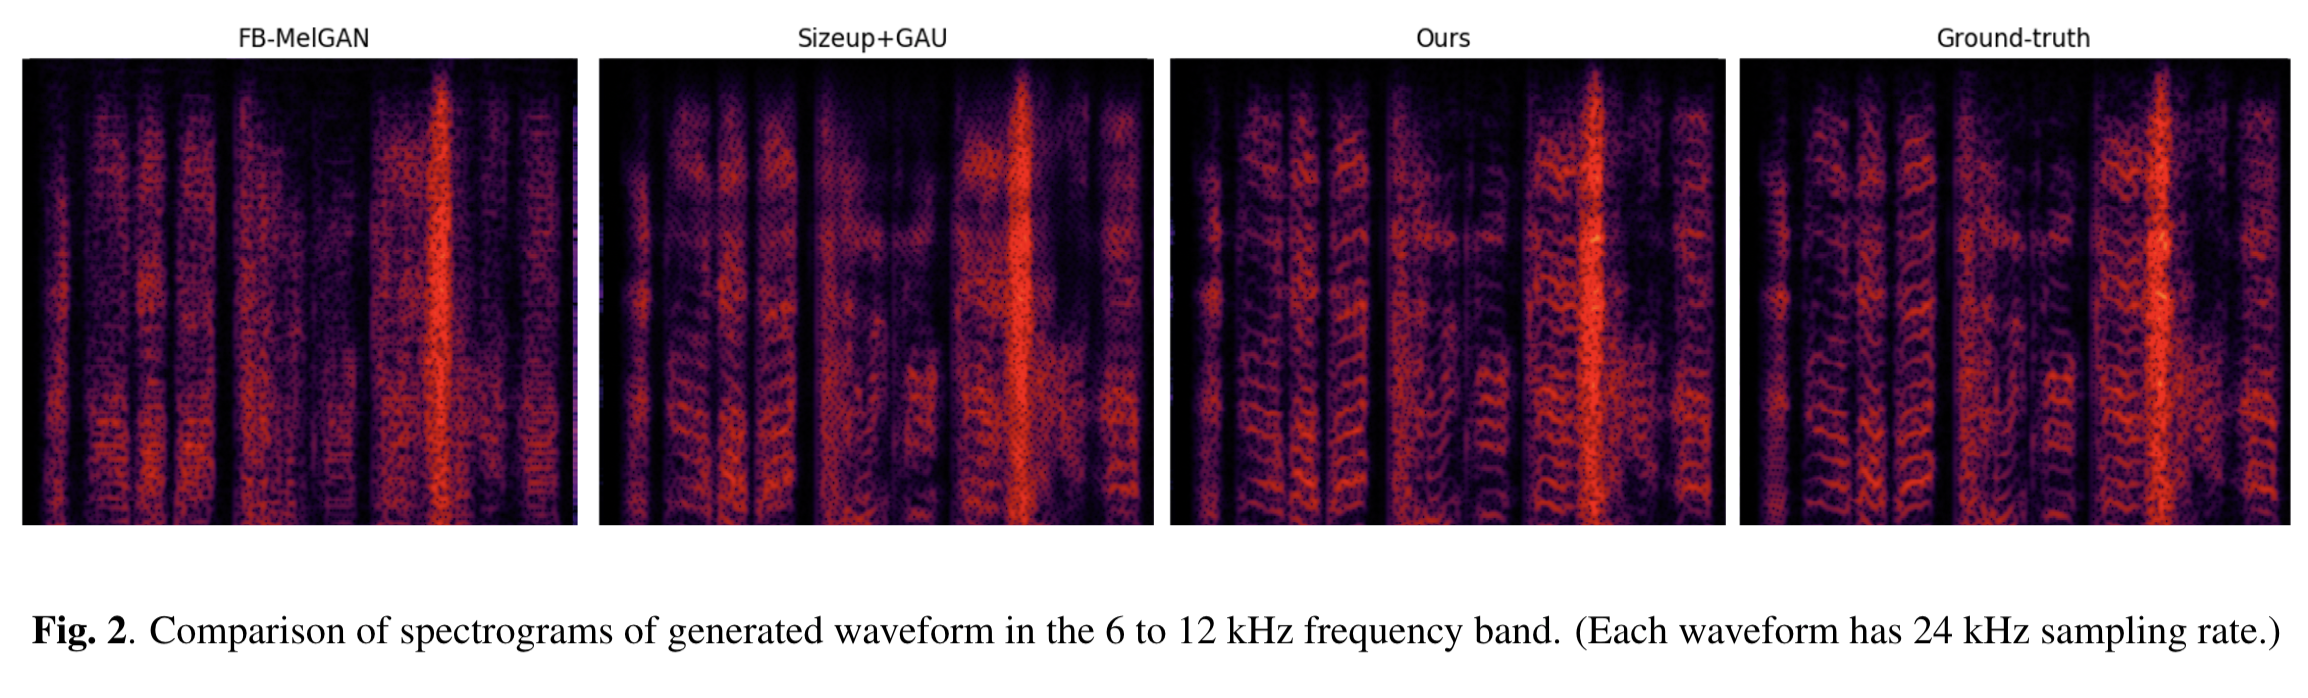 FB-MelGAN Sizeup+GAU Ours Ground-truth
Fig. 2. Comparison of spectrograms of generated waveform in the 6 to 12 kHz frequency band. (Each waveform has 24 kHz sampling rate.)